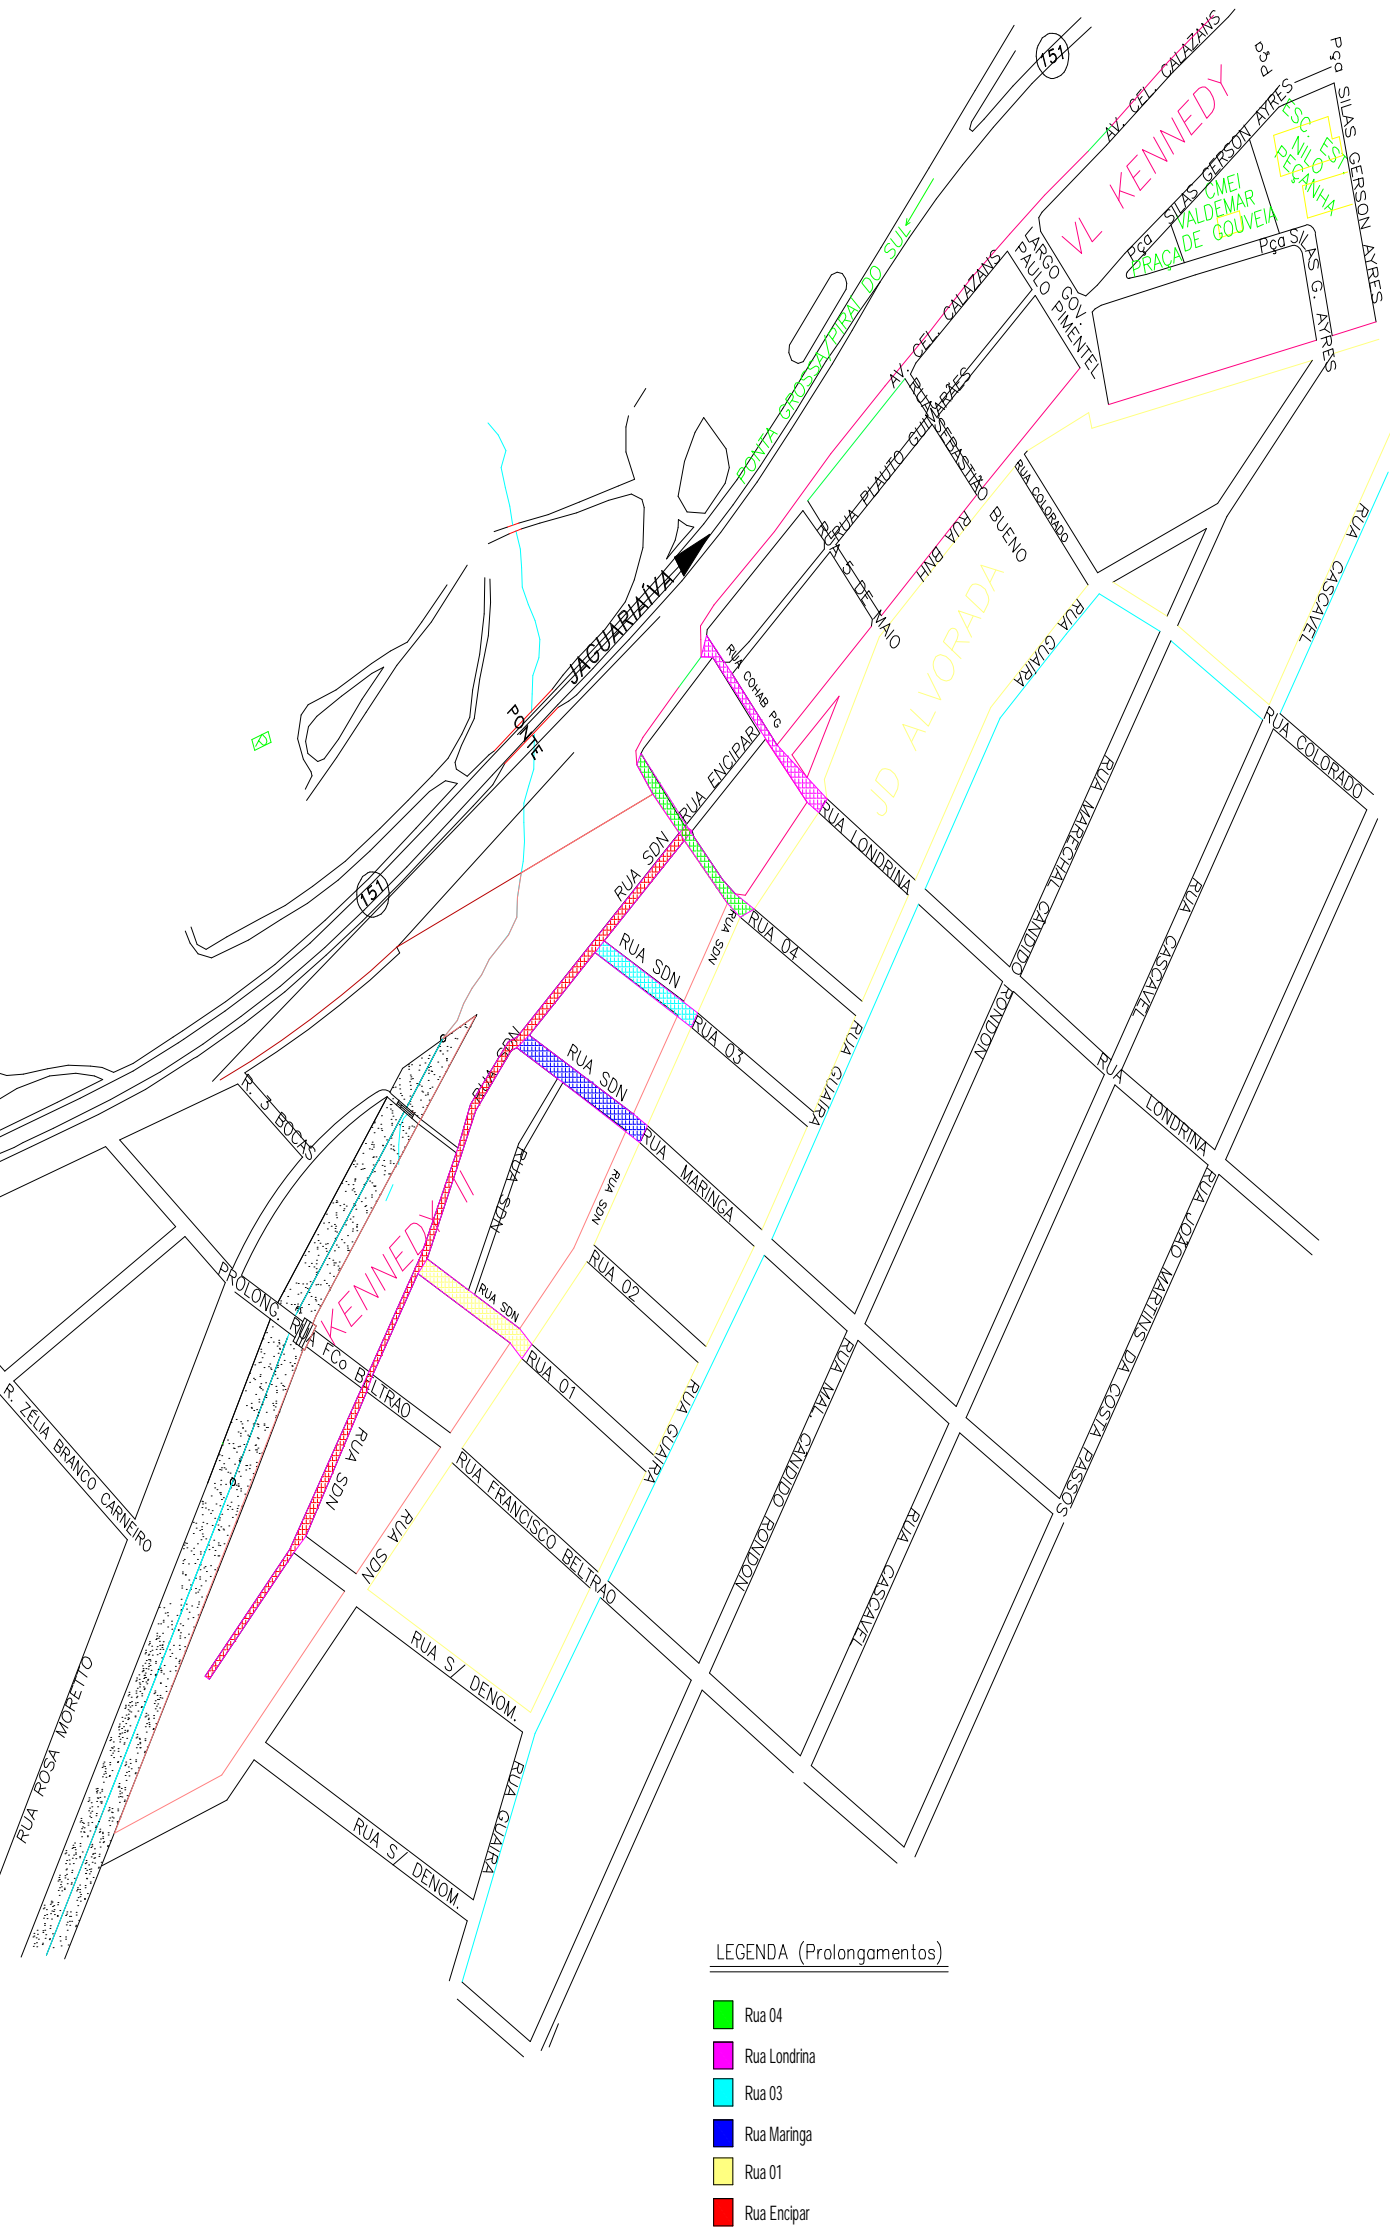 151
AV. CEL. CALAZANS
Pça
Pça SILAS GERSON AYRES
VL KENNEDY
Pça SILAS GERSON AYRES
ESC. EST.
NILO
PEÇANHA
CMEI
VALDEMAR
DE GOUVEIA
PRAÇA
Pça SILAS G. AYRES
LARGO GOV.
PAULO PIMENTEL
PONTA GROSSA/PIRAI DO SUL
AV. CEL. CALAZANS
RUA PLAUTO GUIMARÃES
RUA SEBASTIÃO BUENO
RUA COLORADO
RUA BNH
RUA 5 DE MAIO
RUA CASCAVEL
JAGUARIAÍVA
PONTE
JD ALVORADA
RUA GUAIRA
RUA COHAB PG
RUA ENCIPAR
RUA COLORADO
RUA LONDRINA
RUA MARECHAL CANDIDO RONDON
RUA CASCAVEL
151
RUA SDN
RUA SDN
RUA 04
RUA SDN
RUA 03
RUA GUAIRA
RUA SDN
RUA SDN
RUA LONDRINA
R. 3 BOCAS
RUA SDN
RUA MARINGA
RUA SDN
KENNEDY II
RUA JOAO MARTINS DA COSTA PASSOS
PROLONG. RUA FCo BELTRAO
RUA SDN
RUA 02
RUA 01
RUA GUAIRA
RUA MAL. CANDIDO RONDON
R. ZÉLIA BRANCO CARNEIRO
RUA SDN
RUA FRANCISCO BELTRAO
RUA SDN
RUA CASCAVEL
RUA ROSA MORETTO
RUA S/ DENOM.
RUA GUAIRA
RUA S/ DENOM.
LEGENDA (Prolongamentos)
Rua 04
Rua Londrina
Rua 03
Rua Maringa
Rua 01
Rua Encipar